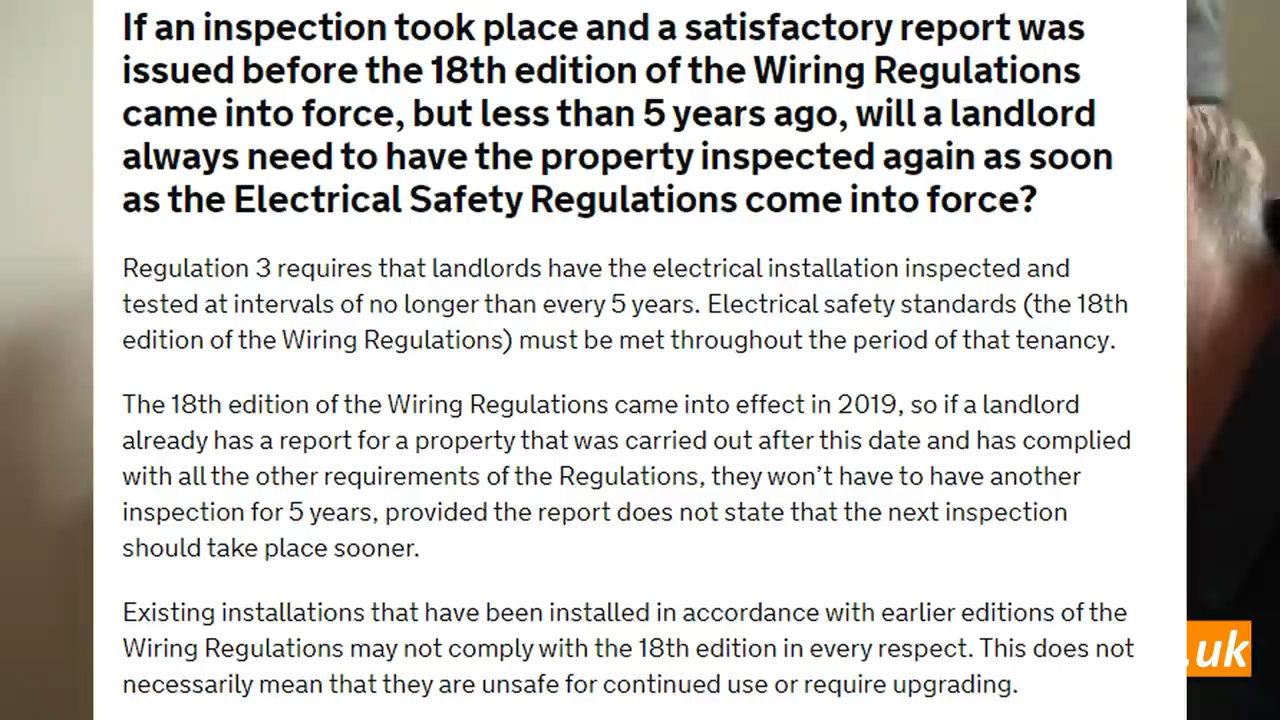 If an inspection took place and a satisfactory report was
issued before the 18th edition of the Wiring Regulations
came into force, but less than 5 years ago, will a landlord
always need to have the property inspected again as soon
as the Electrical Safety Regulations come into force?
Regulation 3 requires that landlords have the electrical installation inspected and
tested at intervals of no longer than every 5 years. Electrical safety standards (the 18th
edition of the Wiring Regulations) must be met throughout the period of that tenancy.
The 18th edition of the Wiring Regulations came into effect in 2019, so if a landlord
already has a report for a property that was carried out after this date and has complied
with all the other requirements of the Regulations, they won’t have to have another
inspection for 5 years, provided the report does not state that the next inspection
should take place sooner.
Existing installations that have been installed in accordance with earlier editions of the
Wiring Regulations may not comply with the 18th edition in every respect. This does not
necessarily mean that they are unsafe for continued use or require upgrading.
.uk